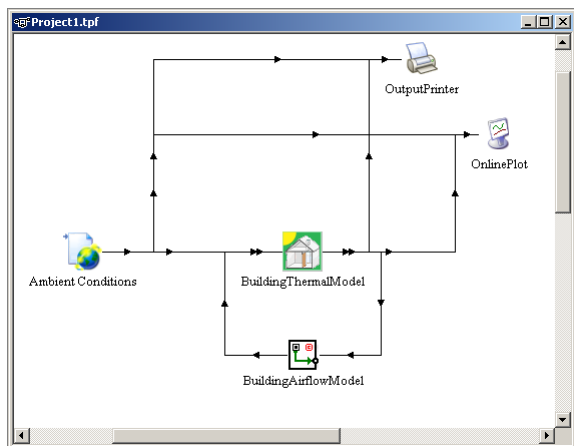 Project1.tpf
OutputPrinter
OnlinePlot
Ambient Conditions
BuildingThermalModel
BuildingAirflowModel